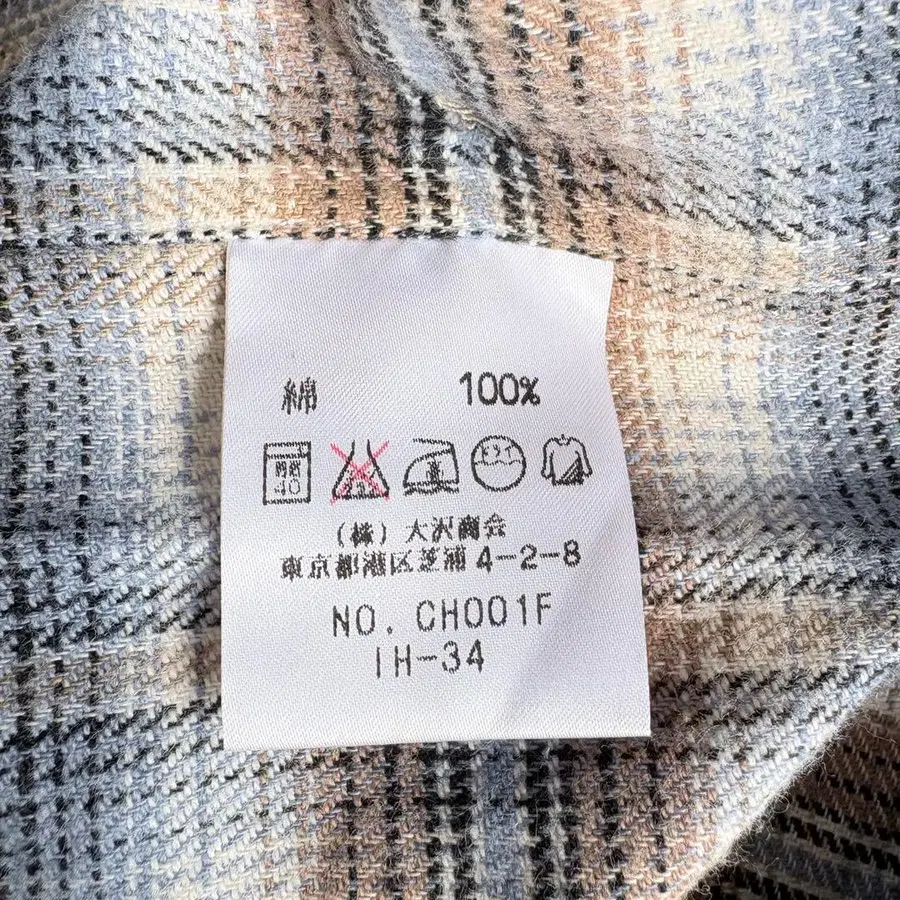 綿 100%
40
(株) 大沢商会
東京都港区芝浦4-2-8
NO. CH001F
IH-34